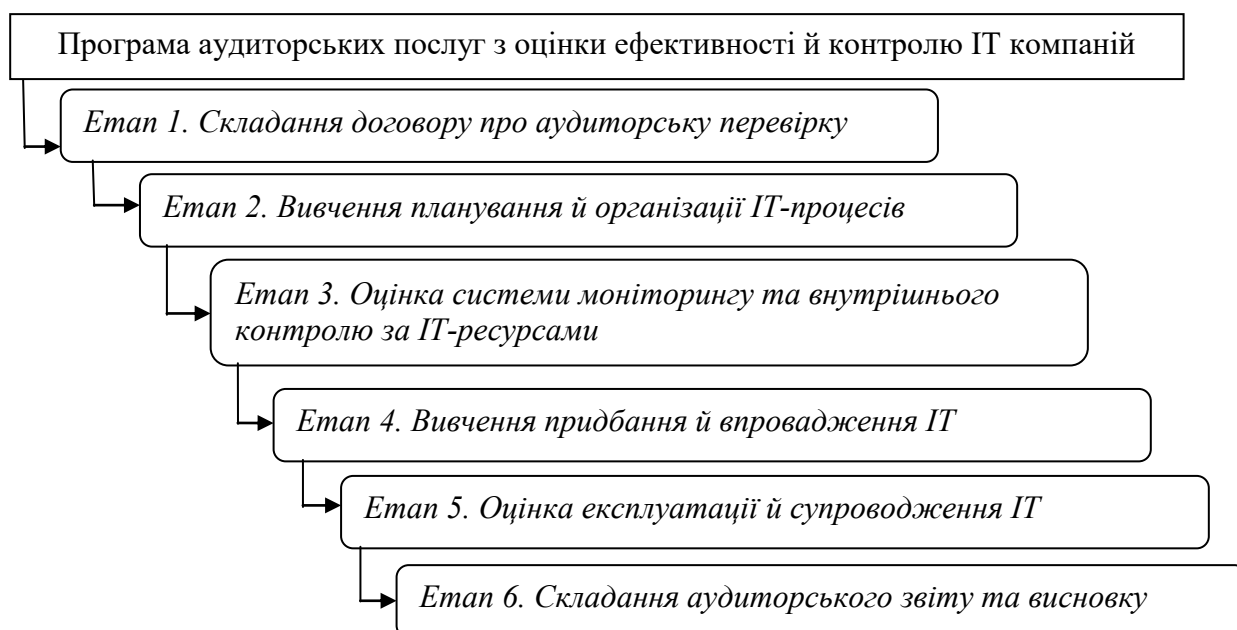 Програма аудиторських послуг з оцінки ефективності й контролю ІТ компаній
Етап 1. Складання договору про аудиторську перевірку
Етап 2. Вивчення планування й організації ІТ-процесів
Етап 3. Оцінка системи моніторингу та внутрішнього
контролю за ІТ-ресурсами
Етап 4. Вивчення придбання й впровадження ІТ
Етап 5. Оцінка експлуатації й супроводження ІТ
Етап 6. Складання аудиторського звіту та висновку